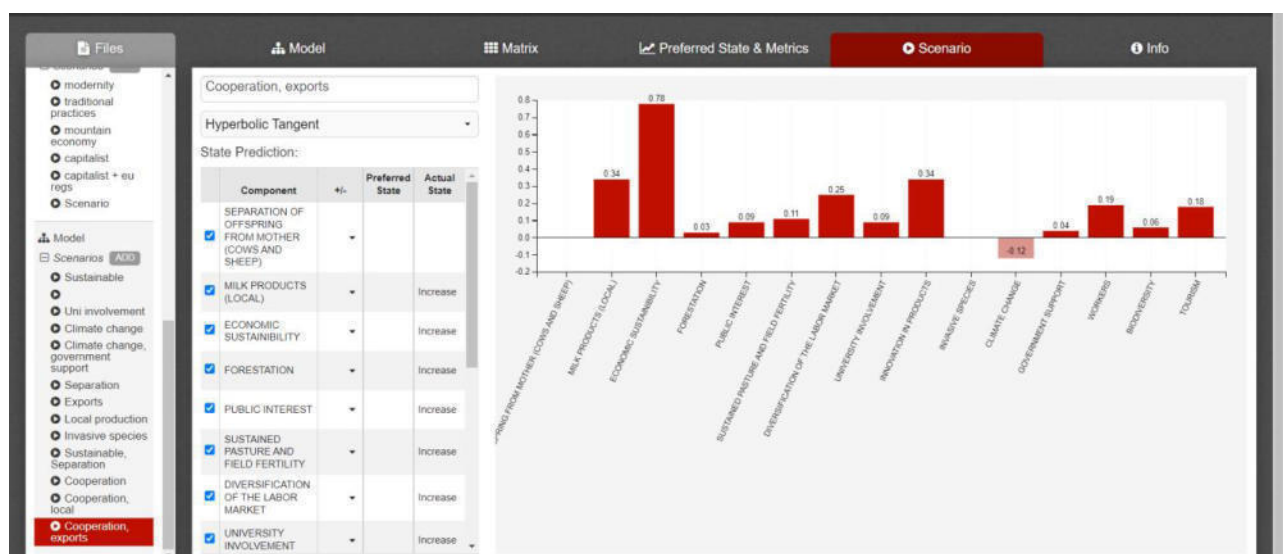 Files
Model
Matrix
Preferred State & Metrics
Scenario
Info
modernity
traditional
practices
mountain
economy
capitalist
capitalist + eu
regs
Scenario
Model
Scenarios ADD
Sustainable
Uni involvement
Climate change
Climate change,
government
support
Separation
Exports
Local production
Invasive species
Sustainable,
Separation
Cooperation
Cooperation,
local
Cooperation,
exports
Cooperation, exports
Hyperbolic Tangent
State Prediction:
Component +/- Preferred State Actual State
SEPARATION OF
OFFSPRING
FROM MOTHER
(COWS AND
SHEEP)
MILK PRODUCTS
(LOCAL) Increase
ECONOMIC
SUSTAINIBILITY Increase
FORESTATION Increase
PUBLIC INTEREST Increase
SUSTAINED
PASTURE AND
FIELD FERTILITY Increase
DIVERSIFICATION
OF THE LABOR
MARKET Increase
UNIVERSITY
INVOLVEMENT Increase
0.8
0.7
0.6
0.5
0.4
0.3
0.2
0.1
0.0
-0.1
-0.2
0.34
0.78
0.03
0.09
0.11
0.25
0.09
0.34
-0.12
0.04
0.19
0.06
0.18
FROM MOTHER (COWS AND SHEEP)
MILK PRODUCTS (LOCAL)
ECONOMIC SUSTAINIBILITY
FORESTATION
PUBLIC INTEREST
SUSTAINED PASTURE AND FIELD FERTILITY
DIVERSIFICATION OF THE LABOR MARKET
UNIVERSITY INVOLVEMENT
INNOVATION IN PRODUCTS
INVASIVE SPECIES
CLIMATE CHANGE
GOVERNMENT SUPPORT
WORKERS
BIODIVERSITY
TOURISM